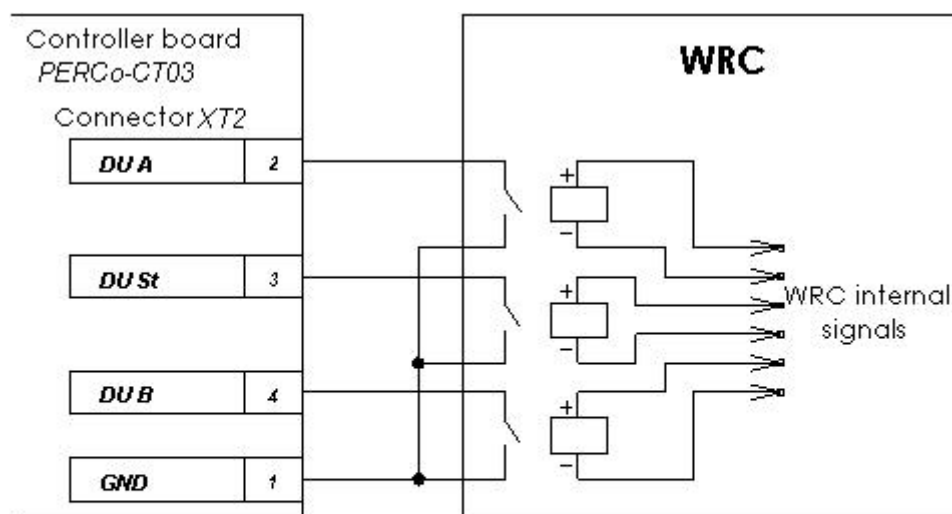 Controller board
PERCo-CT03
Connector XT2
WRC
DU A 2
+
−
DU St 3
+
−
WRC internal
signals
DU B 4
+
−
GND 1